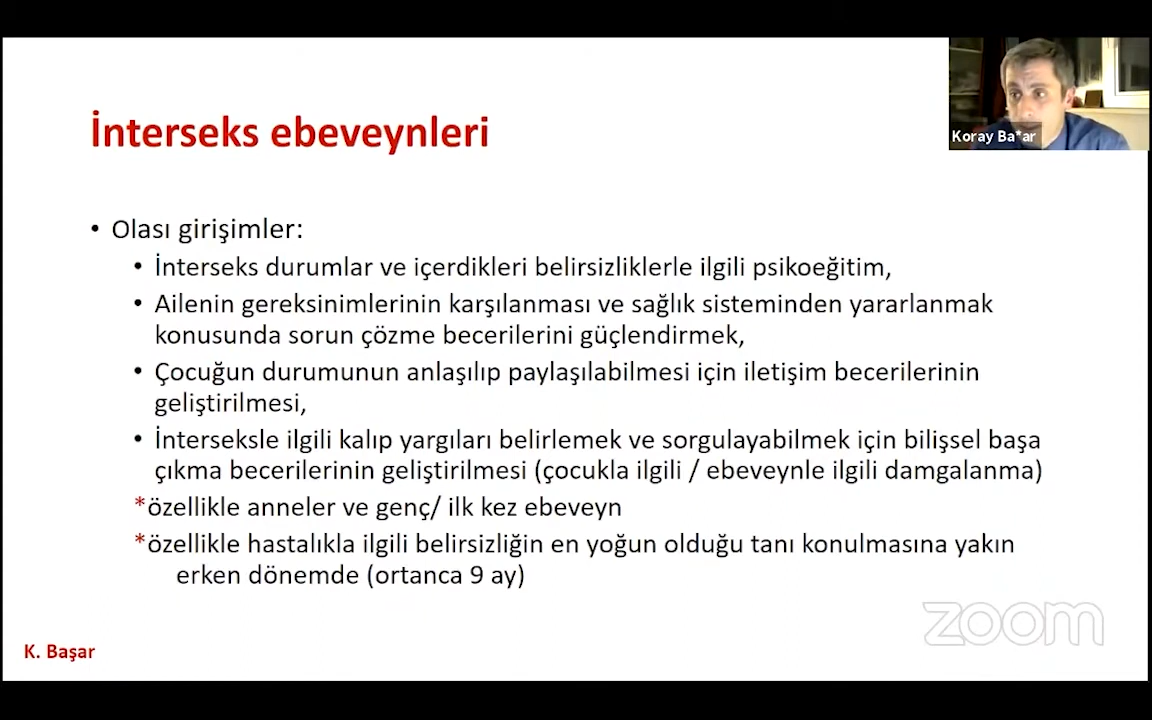 İnterseks ebeveynleri
Koray Ba*ar
• Olası girişimler:
• İnterseks durumlar ve içerdikleri belirsizliklerle ilgili psikoeğitim,
• Ailenin gereksinimlerinin karşılanması ve sağlık sisteminden yararlanmak
konusunda sorun çözme becerilerini güçlendirmek,
• Çocuğun durumunun anlaşılıp paylaşılabilmesi için iletişim becerilerinin
geliştirilmesi,
• İnterseksle ilgili kalıp yargıları belirlemek ve sorgulayabilmek için bilişsel başa
çıkma becerilerinin geliştirilmesi (çocukla ilgili / ebeveynle ilgili damgalanma)
*özellikle anneler ve genç/ ilk kez ebeveyn
*özellikle hastalıkla ilgili belirsizliğin en yoğun olduğu tanı konulmasına yakın
erken dönemde (ortanca 9 ay)
zoom
K. Başar